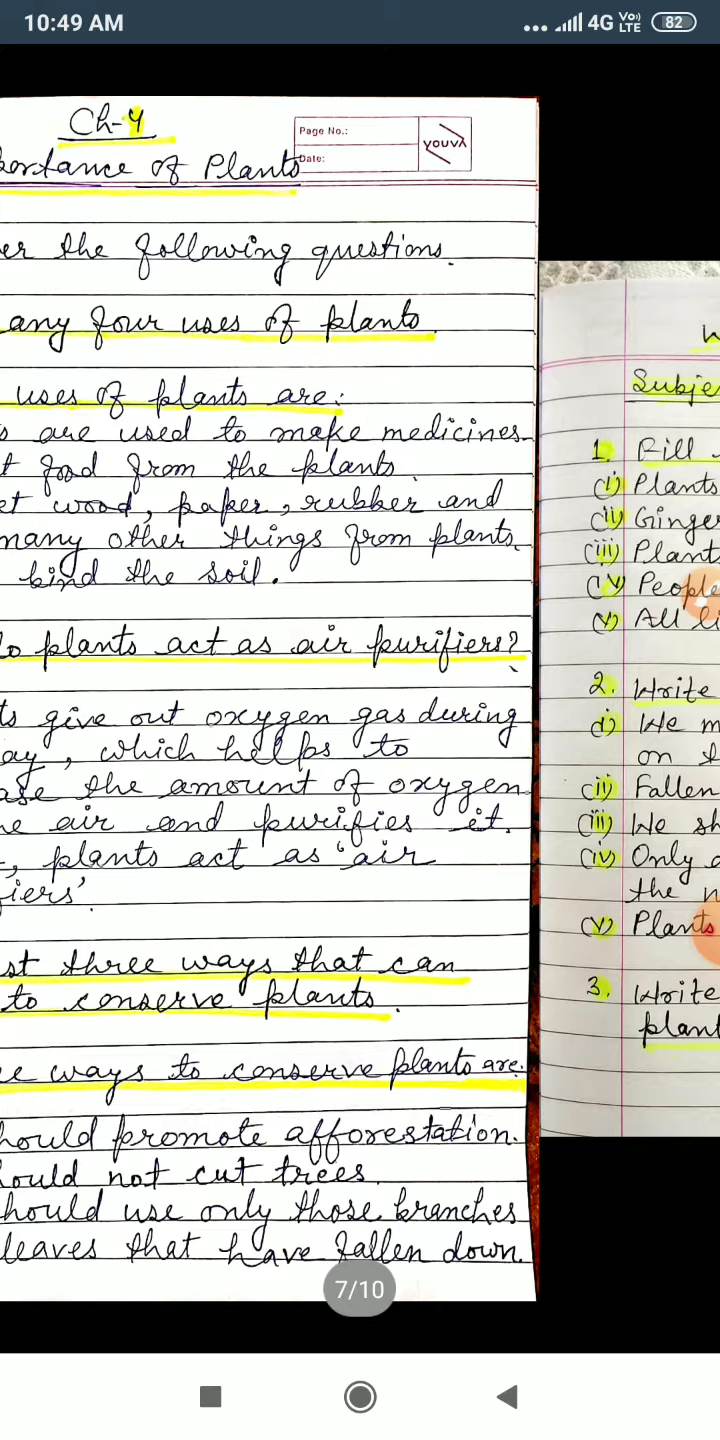 10:49 AM
4G Vo)) LTE 82
Ch-4
Page No.:
Date:
YOUVA
portance of Plants
er the following questions.
any four uses of plants.
uses of plants are:
s are used to make medicines.
t food from the plants.
et wood, paper, rubber and
many other things from plants.
bind the soil.
o plants act as air purifiers?
ts give out oxygen gas during
ay, which helps to
ase the amount of oxygen
he air and purifies it.
, plants act as 'air
fiers'.
st three ways that can
to conserve plants.
ee ways to conserve plants are:
hould promote afforestation.
hould not cut trees.
hould use only those branches
leaves that have fallen down.
7/10
W
Subje
1. Fill
(i) Plants
(ii) Ginger
(iii) Plants
(iv) People
(v) All li
2. Write
(i) We m
on t
(ii) Fallen
(iii) We sh
(iv) Only a
the n
(v) Plants
3. Write
plant